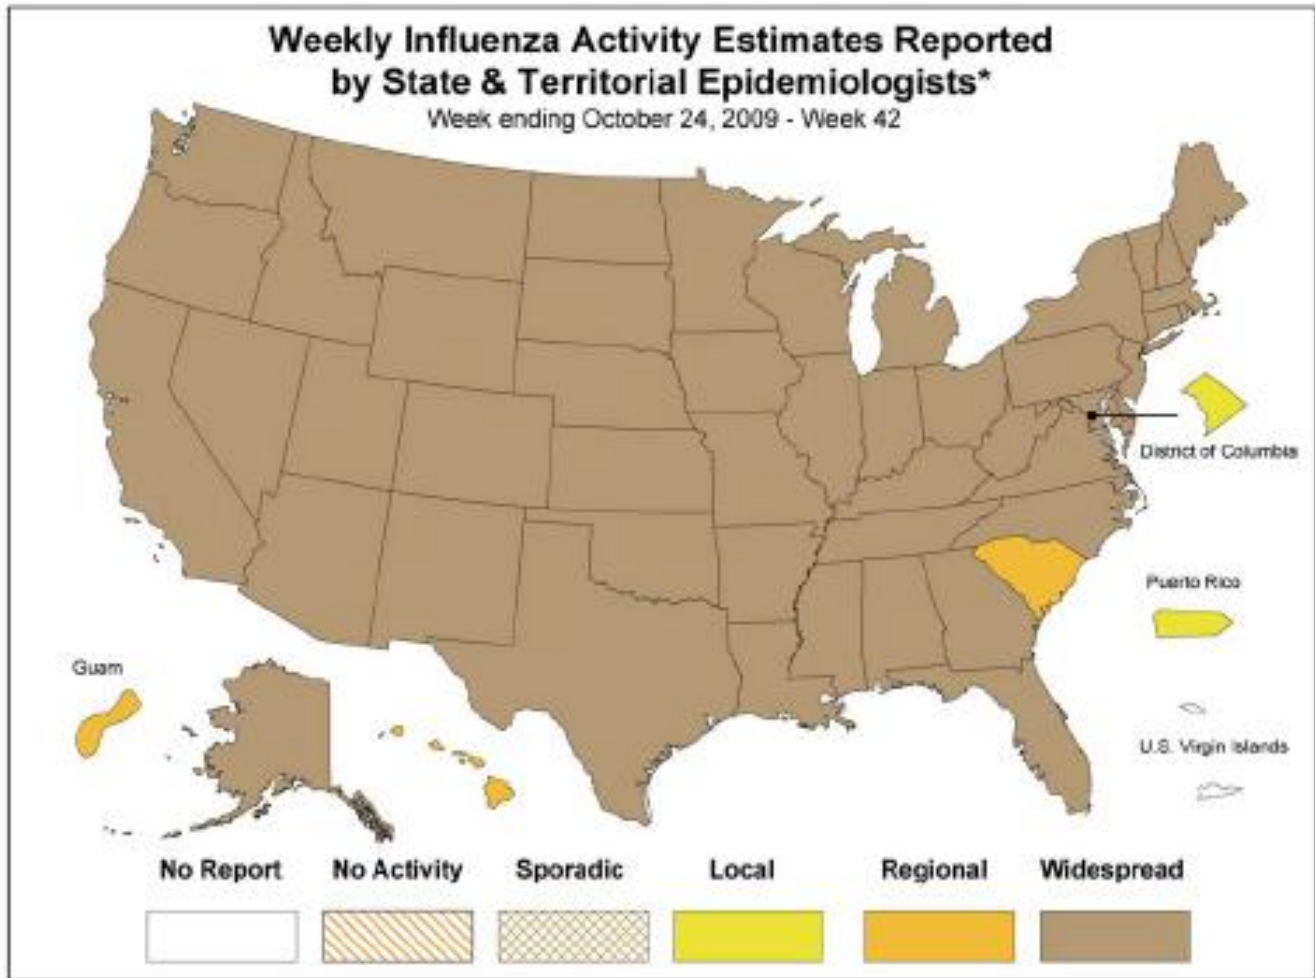 Weekly Influenza Activity Estimates Reported
by State & Territorial Epidemiologists*
Week ending October 24, 2009 - Week 42
District of Columbia
Puerto Rico
Guam
U.S. Virgin Islands
No Report
No Activity
Sporadic
Local
Regional
Widespread